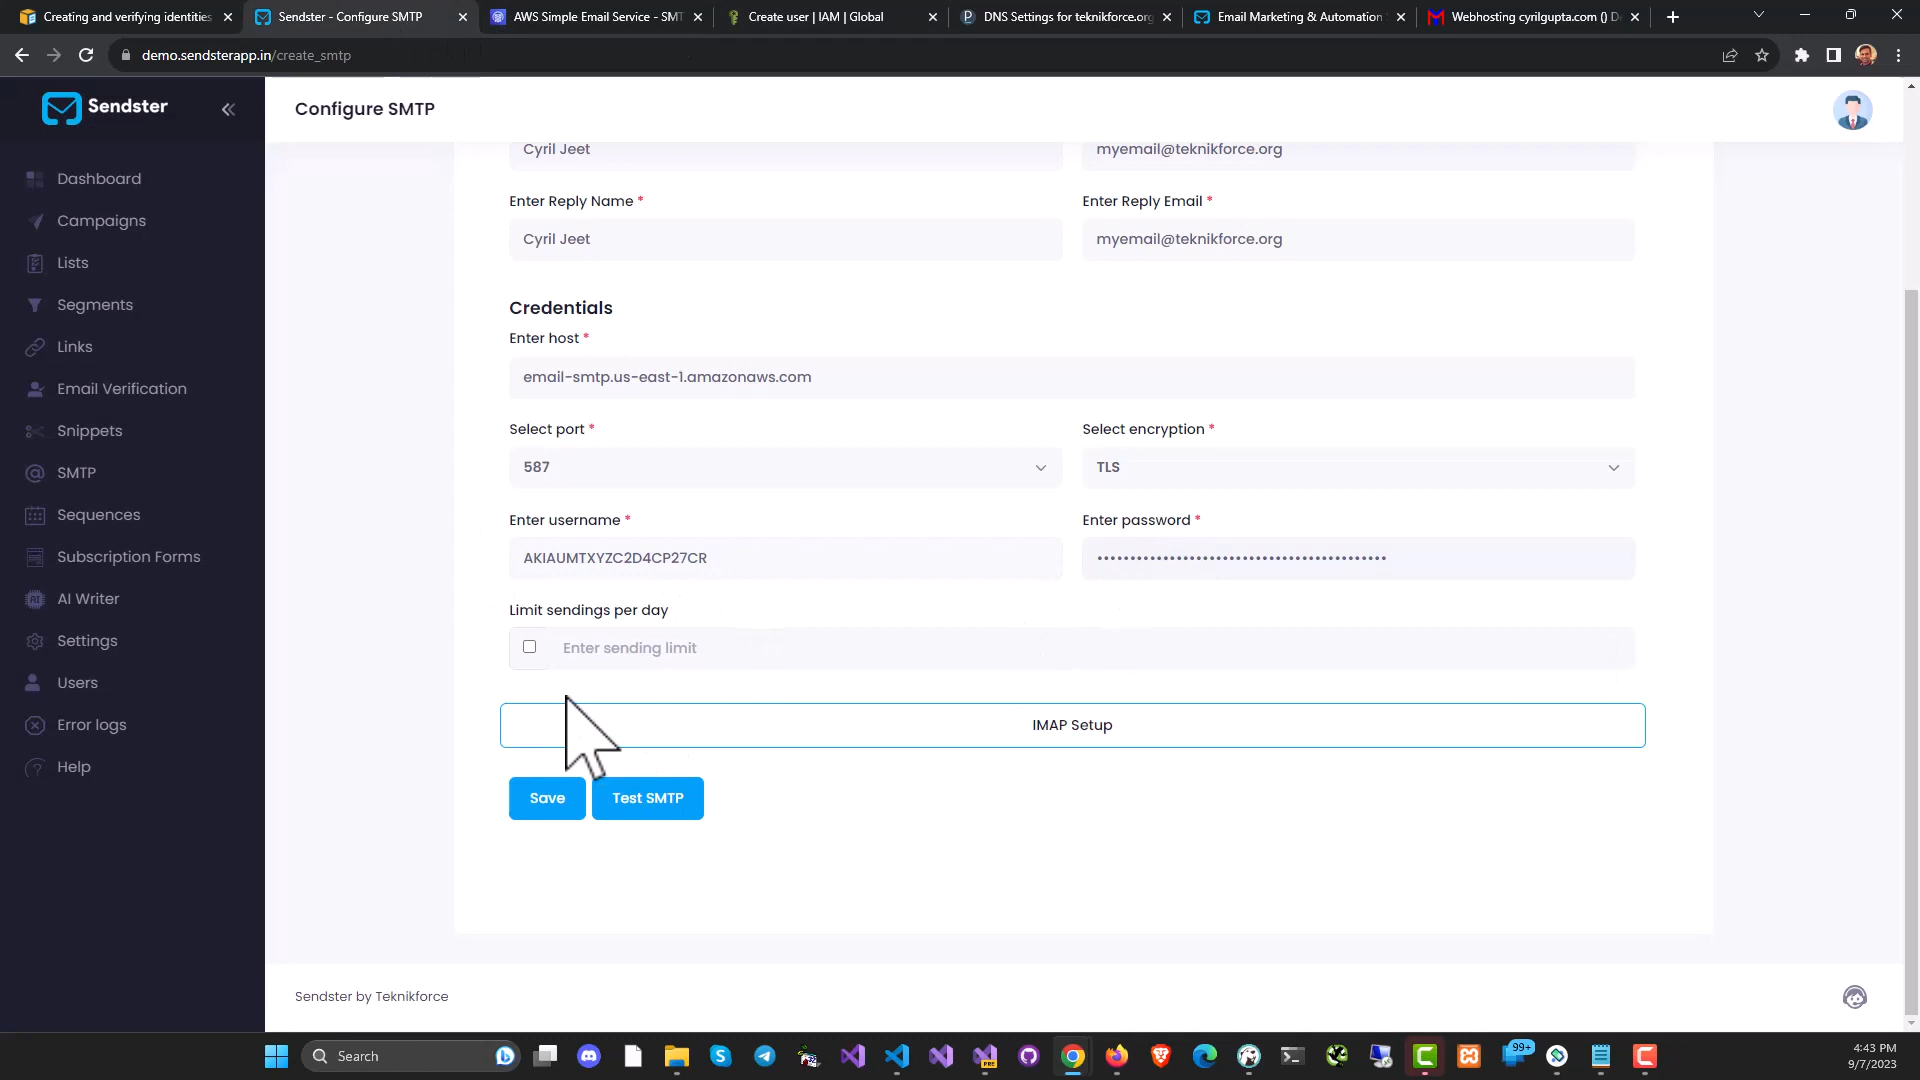 Creating and verifying identities
Sendster - Configure SMTP
AWS Simple Email Service - SMT
Create user | IAM | Global
DNS Settings for teknikforce.org
Email Marketing & Automation
Webhosting cyrilgupta.com () D
demo.sendsterapp.in/create_smtp
Sendster
Configure SMTP
Dashboard
Campaigns
Lists
Segments
Links
Email Verification
Snippets
SMTP
Sequences
Subscription Forms
AI Writer
Settings
Users
Error logs
Help
Cyril Jeet
myemail@teknikforce.org
Enter Reply Name *
Enter Reply Email *
Cyril Jeet
myemail@teknikforce.org
Credentials
Enter host *
email-smtp.us-east-1.amazonaws.com
Select port *
Select encryption *
587
TLS
Enter username *
Enter password *
AKIAUMTXYZC2D4CP27CR
Limit sendings per day
Enter sending limit
IMAP Setup
Save
Test SMTP
Sendster by Teknikforce
Search
99+
4:43 PM
9/7/2023